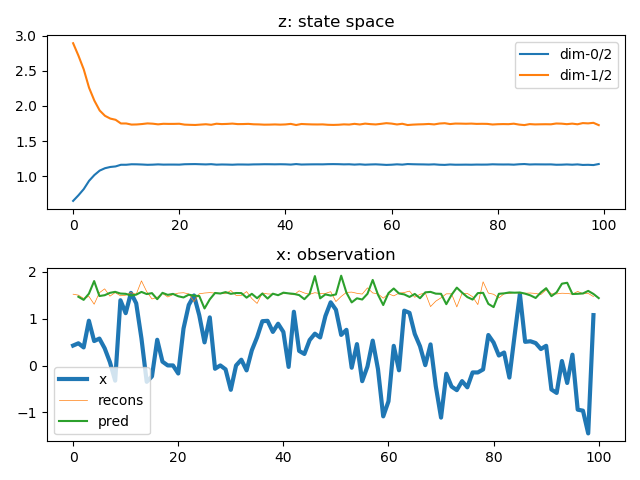 z: state space
3.0
2.5
2.0
1.5
1.0
dim-0/2
dim-1/2
0 20 40 60 80 100
x: observation
2
1
0
−1
x
recons
pred
0 20 40 60 80 100